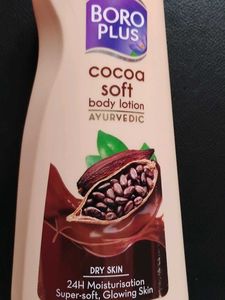 BORO
PLUS
cocoa
soft
body lotion
AYURVEDIC
DRY SKIN
24H Moisturisation
Super-soft, Glowing Skin